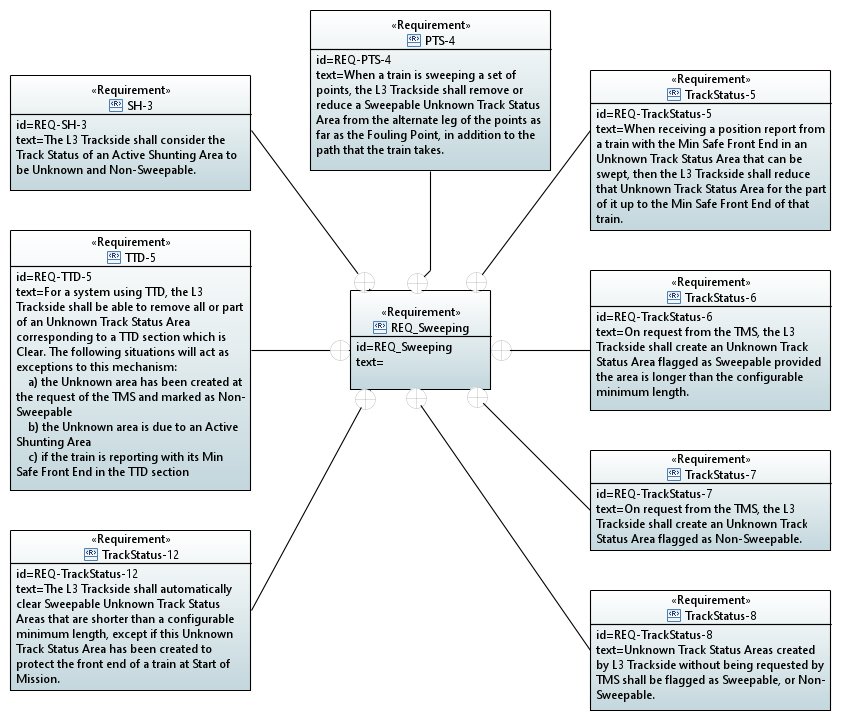 «Requirement»
PTS-4
id=REQ-PTS-4
text=When a train is sweeping a set of
points, the L3 Trackside shall remove or
reduce a Sweepable Unknown Track Status
Area from the alternate leg of the points as
far as the Fouling Point, in addition to the
path that the train takes.
«Requirement»
SH-3
id=REQ-SH-3
text=The L3 Trackside shall consider the
Track Status of an Active Shunting Area to
be Unknown and Non-Sweepable.
«Requirement»
TrackStatus-5
id=REQ-TrackStatus-5
text=When receiving a position report from
a train with the Min Safe Front End in an
Unknown Track Status Area that can be
swept, then the L3 Trackside shall reduce
that Unknown Track Status Area for the part
of it up to the Min Safe Front End of that
train.
«Requirement»
TTD-5
id=REQ-TTD-5
text=For a system using TTD, the L3
Trackside shall be able to remove all or part
of an Unknown Track Status Area
corresponding to a TTD section which is
Clear. The following situations will act as
exceptions to this mechanism:
a) the Unknown area has been created at
the request of the TMS and marked as Non-
Sweepable
b) the Unknown area is due to an Active
Shunting Area
c) if the train is reporting with its Min
Safe Front End in the TTD section
«Requirement»
REQ_Sweeping
id=REQ_Sweeping
text=
«Requirement»
TrackStatus-6
id=REQ-TrackStatus-6
text=On request from the TMS, the L3
Trackside shall create an Unknown Track
Status Area flagged as Sweepable provided
the area is longer than the configurable
minimum length.
«Requirement»
TrackStatus-7
id=REQ-TrackStatus-7
text=On request from the TMS, the L3
Trackside shall create an Unknown Track
Status Area flagged as Non-Sweepable.
«Requirement»
TrackStatus-12
id=REQ-TrackStatus-12
text=The L3 Trackside shall automatically
clear Sweepable Unknown Track Status
Areas that are shorter than a configurable
minimum length, except if this Unknown
Track Status Area has been created to
protect the front end of a train at Start of
Mission.
«Requirement»
TrackStatus-8
id=REQ-TrackStatus-8
text=Unknown Track Status Areas created
by L3 Trackside without being requested by
TMS shall be flagged as Sweepable, or Non-
Sweepable.